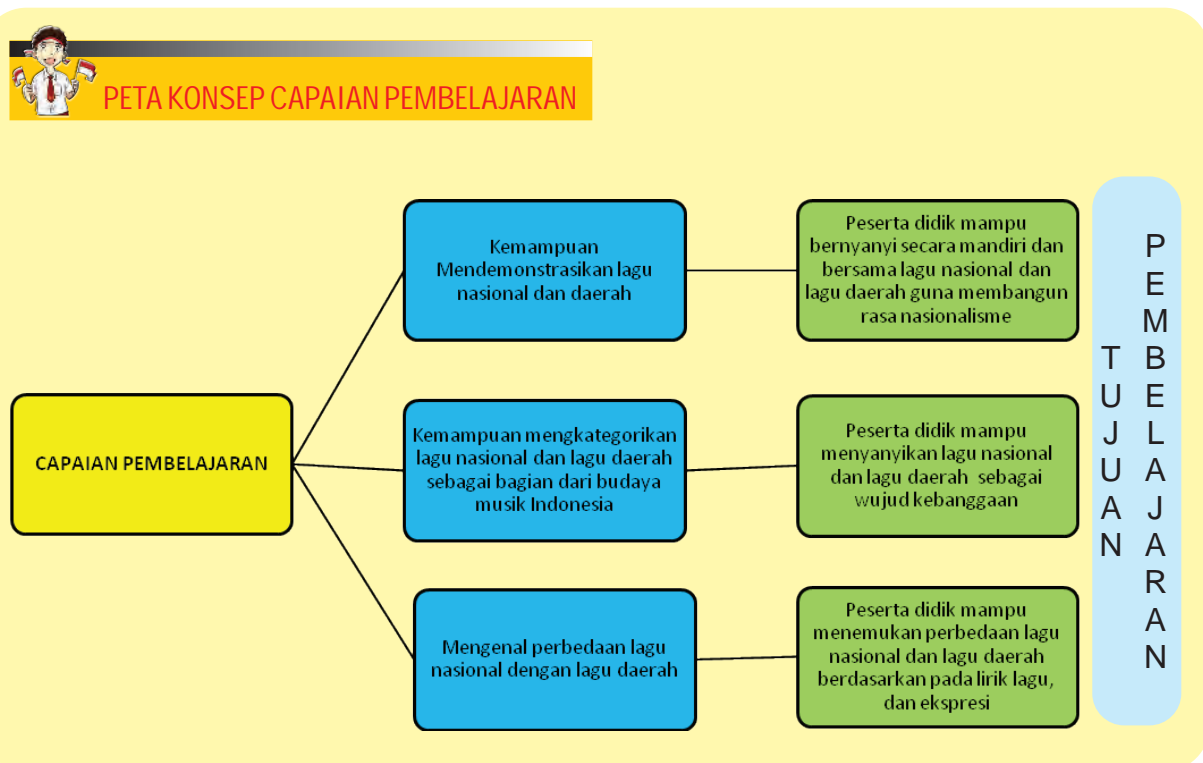 PETA KONSEP CAPAIAN PEMBELAJARAN
CAPAIAN PEMBELAJARAN
Kemampuan
Mendemonstrasikan lagu
nasional dan daerah
Peserta didik mampu
bernyanyi secara mandiri dan
bersama lagu nasional dan
lagu daerah guna membangun
rasa nasionalisme
Kemampuan mengkategorikan
lagu nasional dan lagu daerah
sebagai bagian dari budaya
musik Indonesia
Peserta didik mampu
menyanyikan lagu nasional
dan lagu daerah sebagai
wujud kebanggaan
Mengenal perbedaan lagu
nasional dengan lagu daerah
Peserta didik mampu
menemukan perbedaan lagu
nasional dan lagu daerah
berdasarkan pada lirik lagu,
dan ekspresi
TUJUAN
PEMBELAJARAN